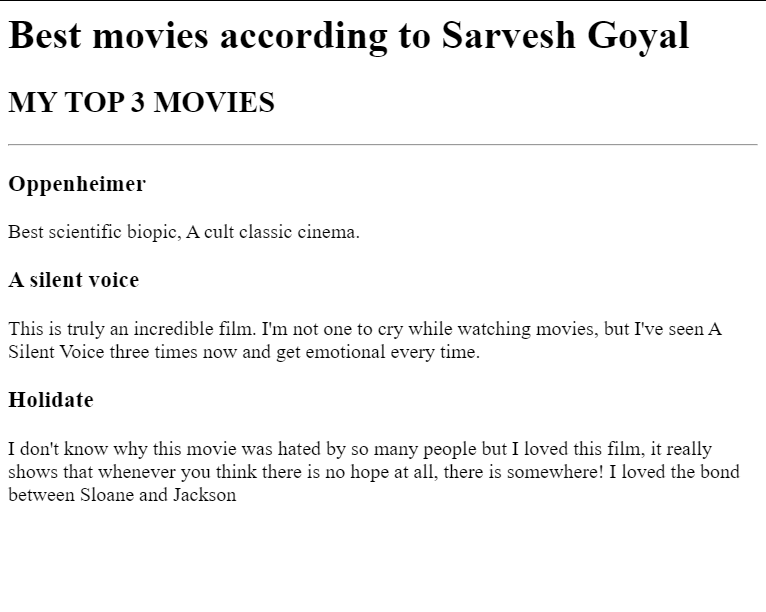 Best movies according to Sarvesh Goyal
MY TOP 3 MOVIES
Oppenheimer
Best scientific biopic, A cult classic cinema.
A silent voice
This is truly an incredible film. I'm not one to cry while watching movies, but I've seen A
Silent Voice three times now and get emotional every time.
Holidate
I don't know why this movie was hated by so many people but I loved this film, it really
shows that whenever you think there is no hope at all, there is somewhere! I loved the bond
between Sloane and Jackson